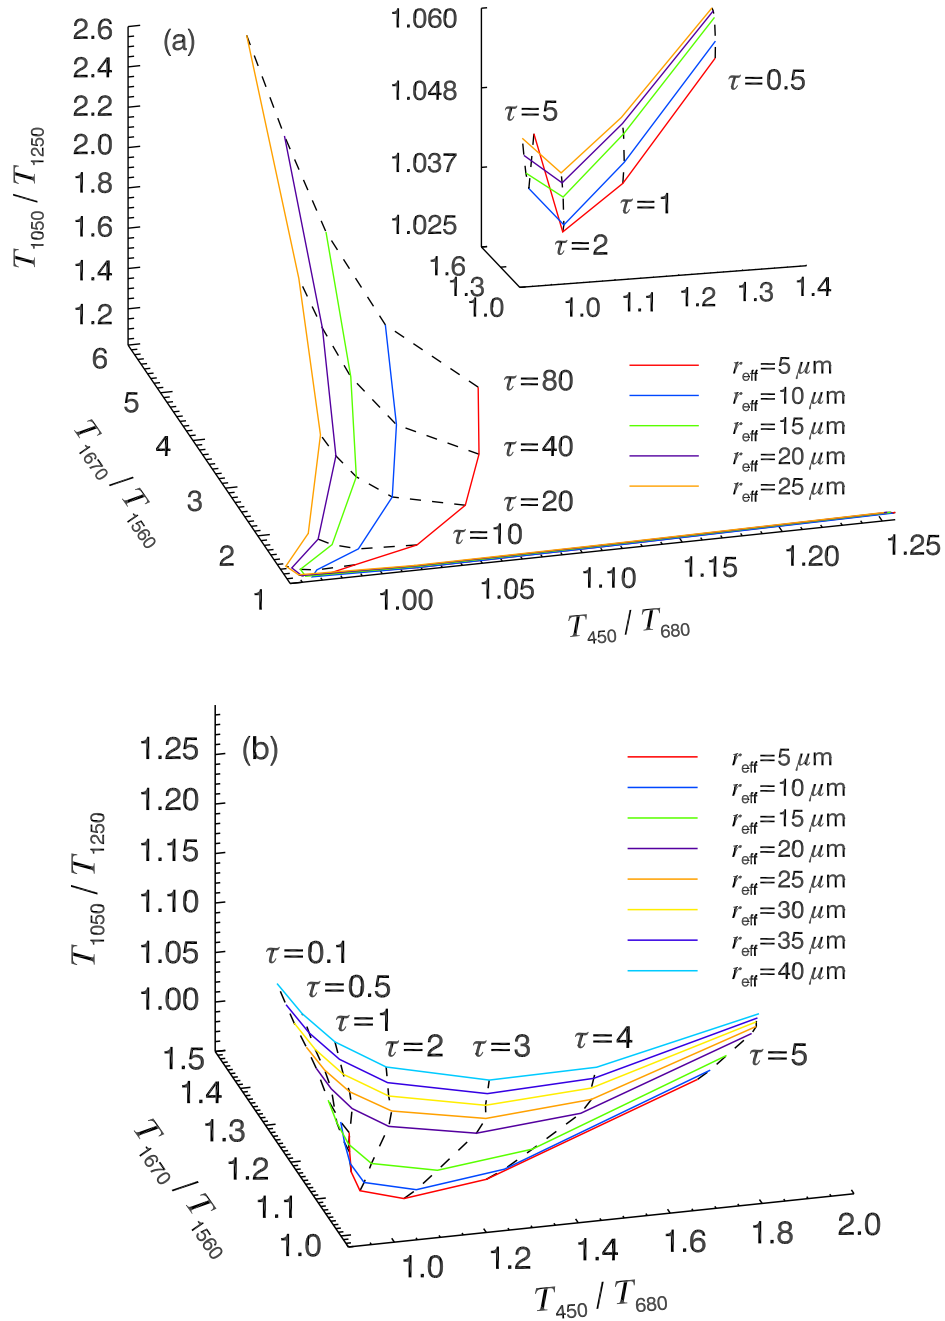 (a)
T1050 / T1250
2.6
2.4
2.2
2.0
1.8
1.6
1.4
1.2
6
5
4
3
2
1
T1670 / T1560
1.00
1.05
1.10
1.15
1.20
1.25
T450 / T680
τ=80
τ=40
τ=20
τ=10
1.060
1.048
1.037
1.025
1.6
1.3
1.0
1.0
1.1
1.2
1.3
1.4
τ=5
τ=0.5
τ=1
τ=2
reff=5 μm
reff=10 μm
reff=15 μm
reff=20 μm
reff=25 μm
(b)
T1050 / T1250
1.25
1.20
1.15
1.10
1.05
1.00
1.5
1.4
1.3
1.2
1.1
1.0
T1670 / T1560
1.0
1.2
1.4
1.6
1.8
2.0
T450 / T680
τ=0.1
τ=0.5
τ=1
τ=2
τ=3
τ=4
τ=5
reff=5 μm
reff=10 μm
reff=15 μm
reff=20 μm
reff=25 μm
reff=30 μm
reff=35 μm
reff=40 μm